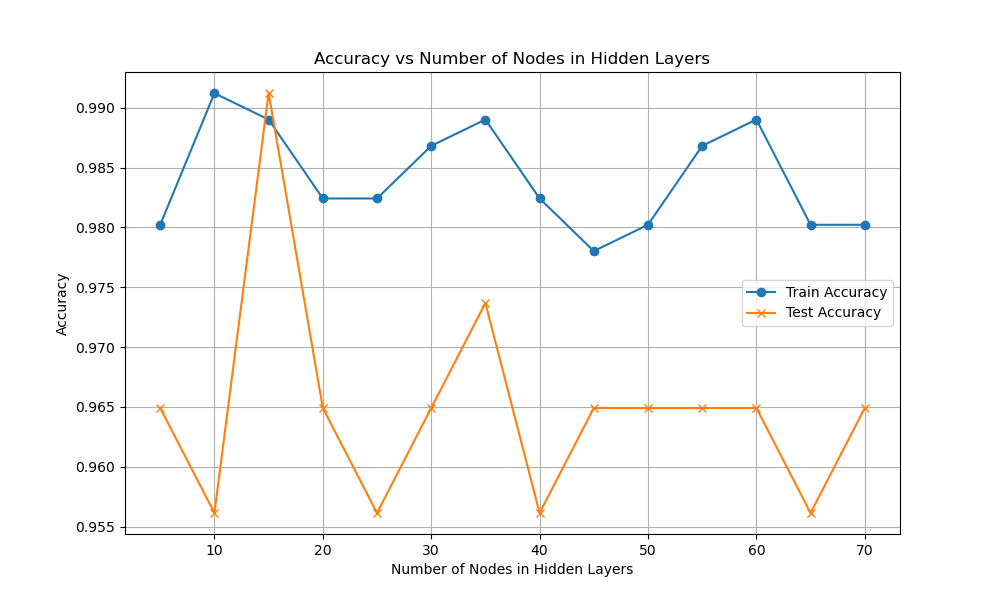 Accuracy vs Number of Nodes in Hidden Layers
0.990
0.985
0.980
0.975
0.970
0.965
0.960
0.955
Accuracy
Train Accuracy
Test Accuracy
10 20 30 40 50 60 70
Number of Nodes in Hidden Layers